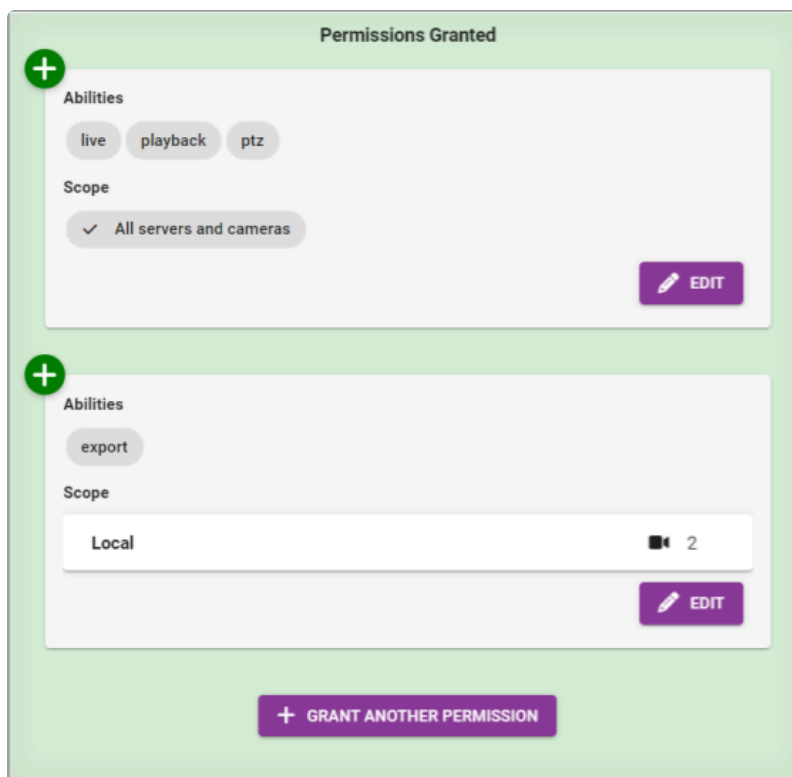 Permissions Granted
Abilities
live playback ptz
Scope
All servers and cameras
EDIT
Abilities
export
Scope
Local 2
EDIT
GRANT ANOTHER PERMISSION